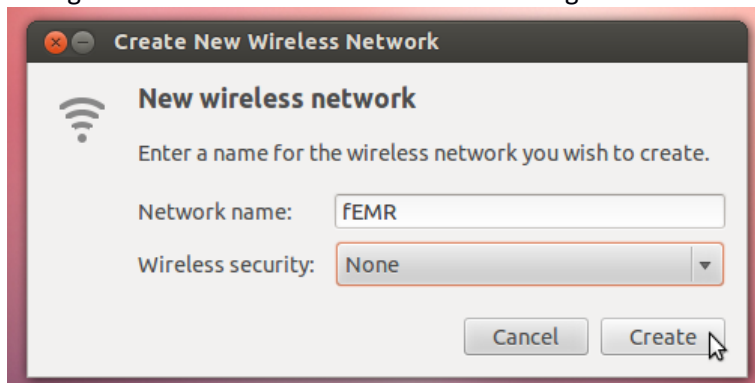 Create New Wireless Network
New wireless network
Enter a name for the wireless network you wish to create.
Network name: fEMR
Wireless security: None
Cancel Create